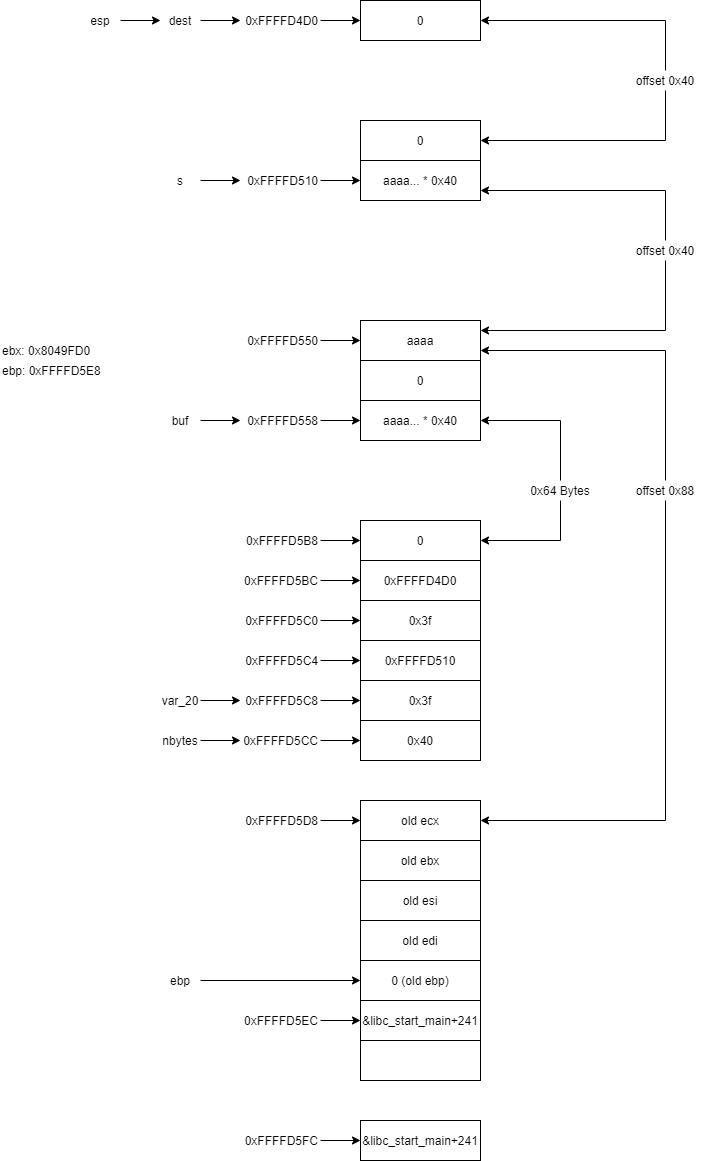 esp dest 0xFFFFD4D0 0
offset 0x40
0
s 0xFFFFD510 aaaa... * 0x40
offset 0x40
0xFFFFD550 aaaa
ebx: 0x8049FD0
ebp: 0xFFFFD5E8
0
buf 0xFFFFD558 aaaa... * 0x40
0x64 Bytes offset 0x88
0xFFFFD5B8 0
0xFFFFD5BC 0xFFFFD4D0
0xFFFFD5C0 0x3f
0xFFFFD5C4 0xFFFFD510
var_20 0xFFFFD5C8 0x3f
nbytes 0xFFFFD5CC 0x40
0xFFFFD5D8 old ecx
old ebx
old esi
old edi
ebp 0 (old ebp)
0xFFFFD5EC &libc_start_main+241
0xFFFFD5FC &libc_start_main+241